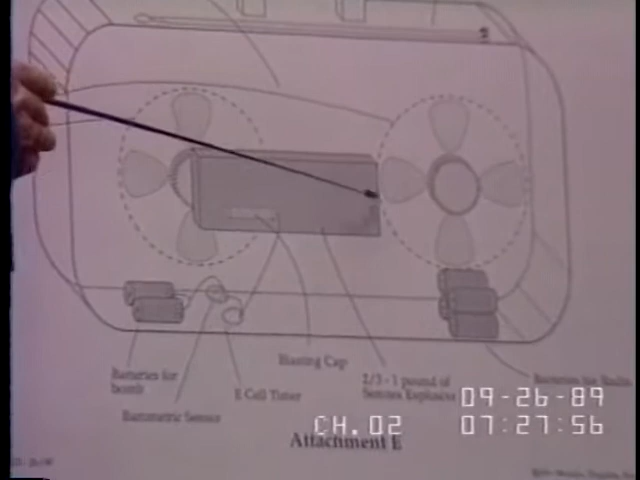 Blasting Cap
Batteries for
bomb
E Cell Timer
1/3 - 1 pound of
Semtex Explosive
Batteries for Radio
Barometric Sensor
09-26-89
CH.02
07:27:56
Attachment E